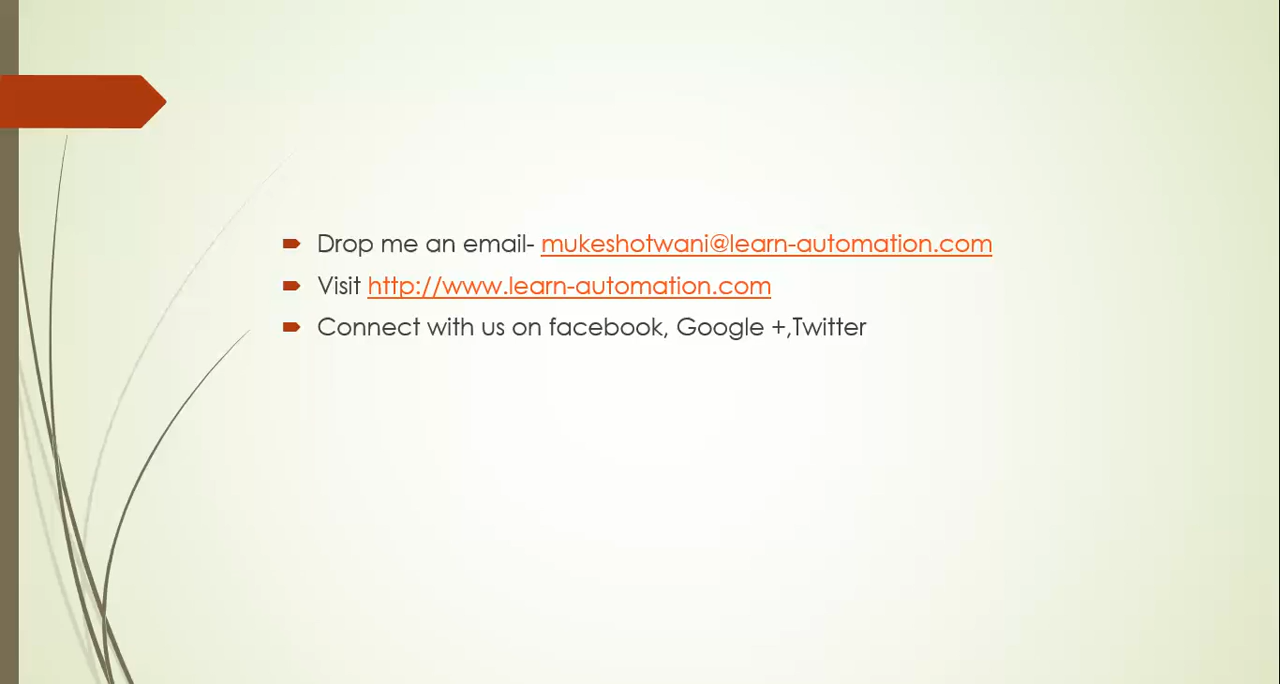 Drop me an email- mukeshotwani@learn-automation.com
Visit http://www.learn-automation.com
Connect with us on facebook, Google +,Twitter